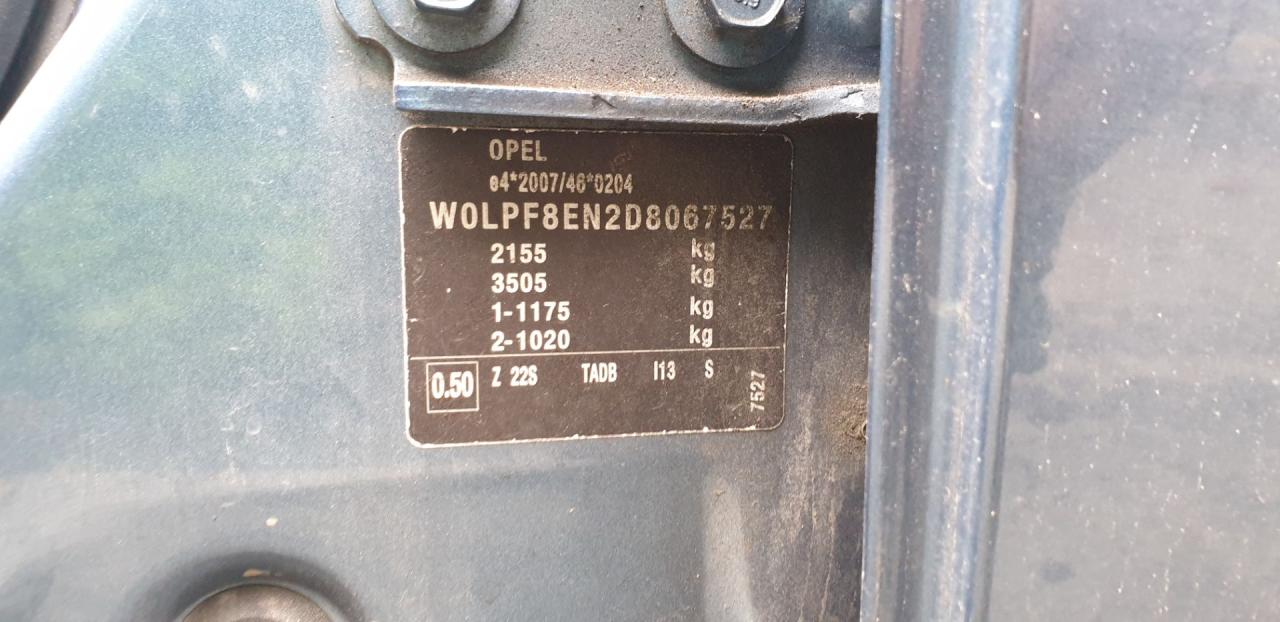 OPEL
e4*2007/46*0204
W0LPF8EN2D8067527
2155 kg
3505 kg
1-1175 kg
2-1020 kg
0.50 Z 22S TADB I13 S
7527